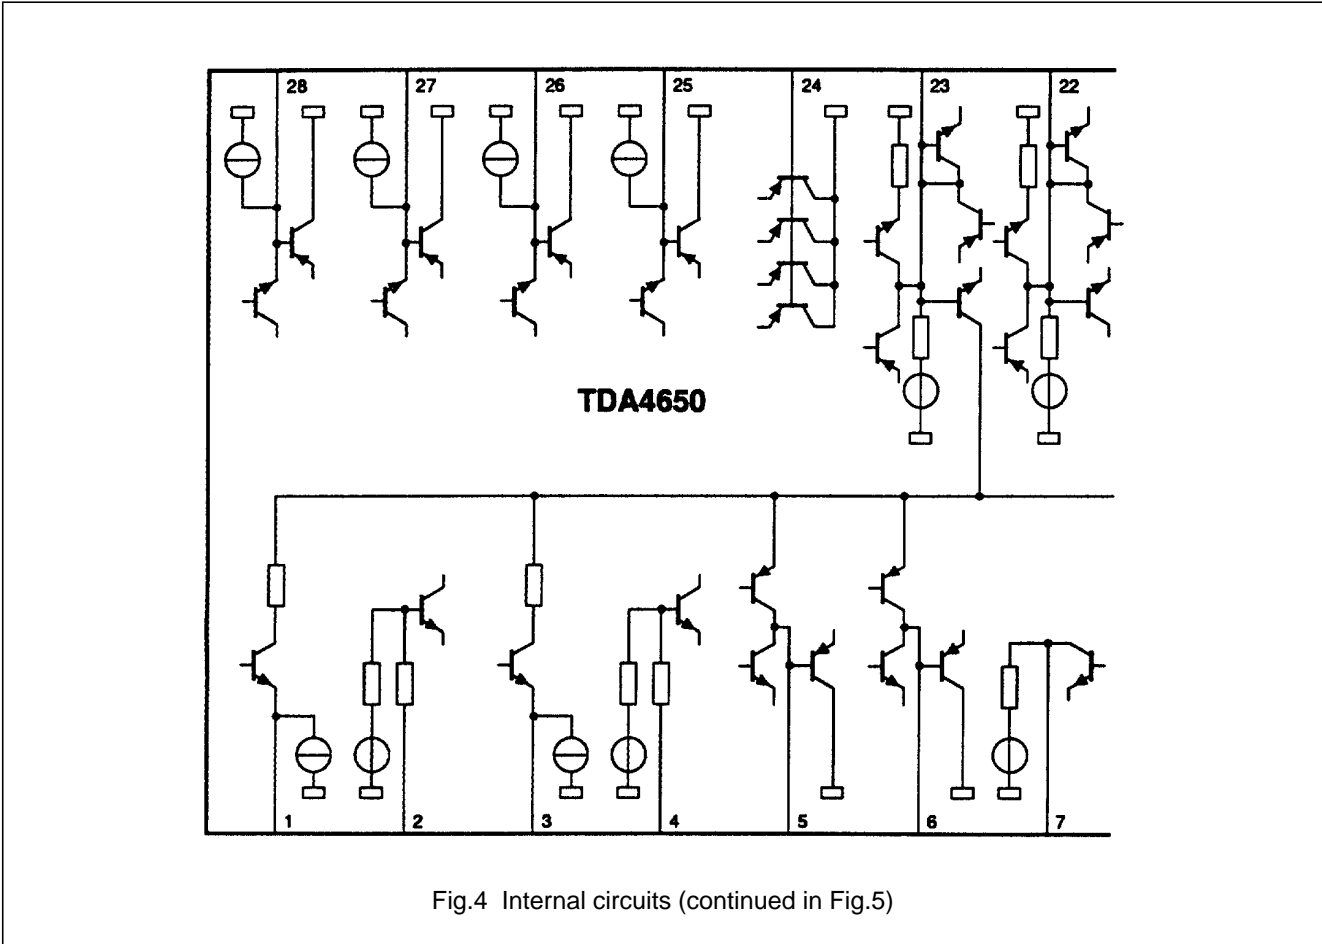 28 27 26 25 24 23 22
TDA4650
1 2 3 4 5 6 7
Fig.4 Internal circuits (continued in Fig.5)